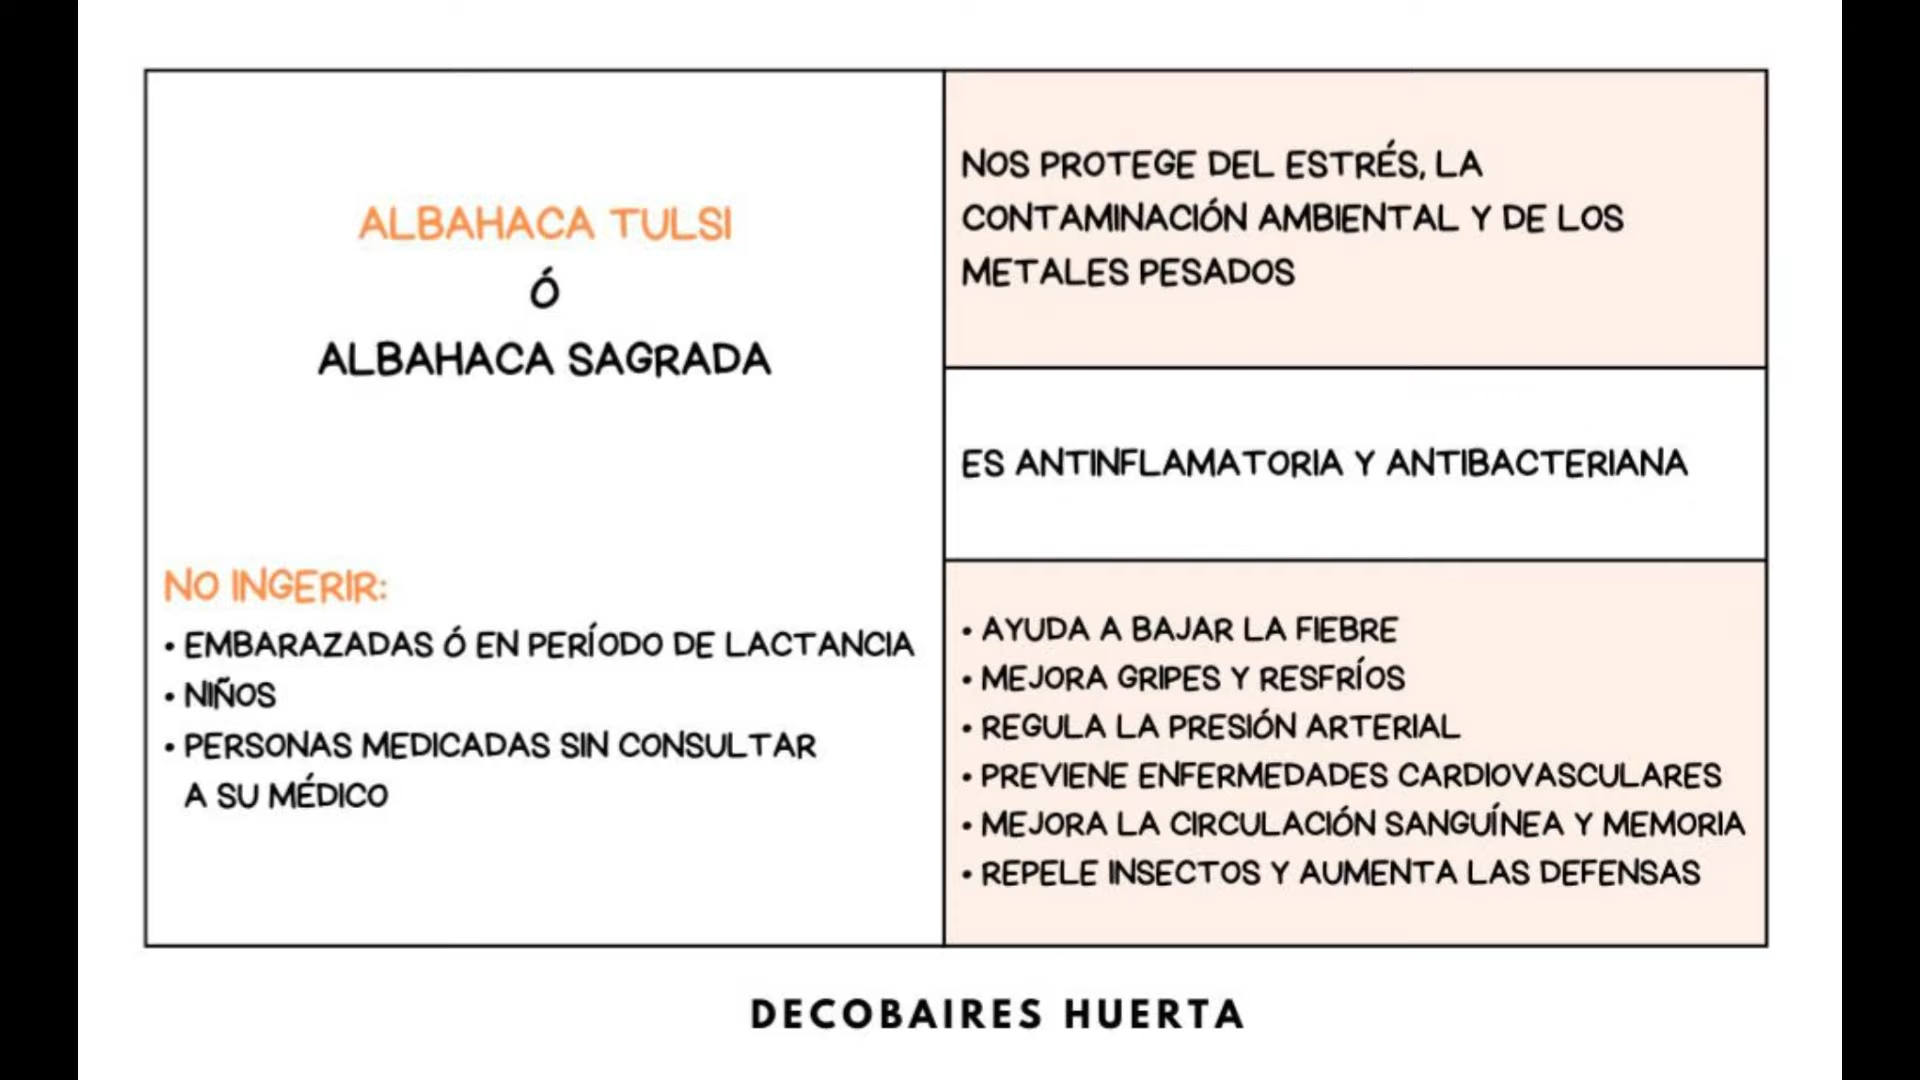 ALBAHACA TULSI
Ó
ALBAHACA SAGRADA
NO INGERIR:
• EMBARAZADAS Ó EN PERÍODO DE LACTANCIA
• NIÑOS
• PERSONAS MEDICADAS SIN CONSULTAR
A SU MÉDICO
NOS PROTEGE DEL ESTRÉS, LA
CONTAMINACIÓN AMBIENTAL Y DE LOS
METALES PESADOS
ES ANTINFLAMATORIA Y ANTIBACTERIANA
• AYUDA A BAJAR LA FIEBRE
• MEJORA GRIPES Y RESFRÍOS
• REGULA LA PRESIÓN ARTERIAL
• PREVIENE ENFERMEDADES CARDIOVASCULARES
• MEJORA LA CIRCULACIÓN SANGUÍNEA Y MEMORIA
• REPELE INSECTOS Y AUMENTA LAS DEFENSAS
DECOBAIRES HUERTA